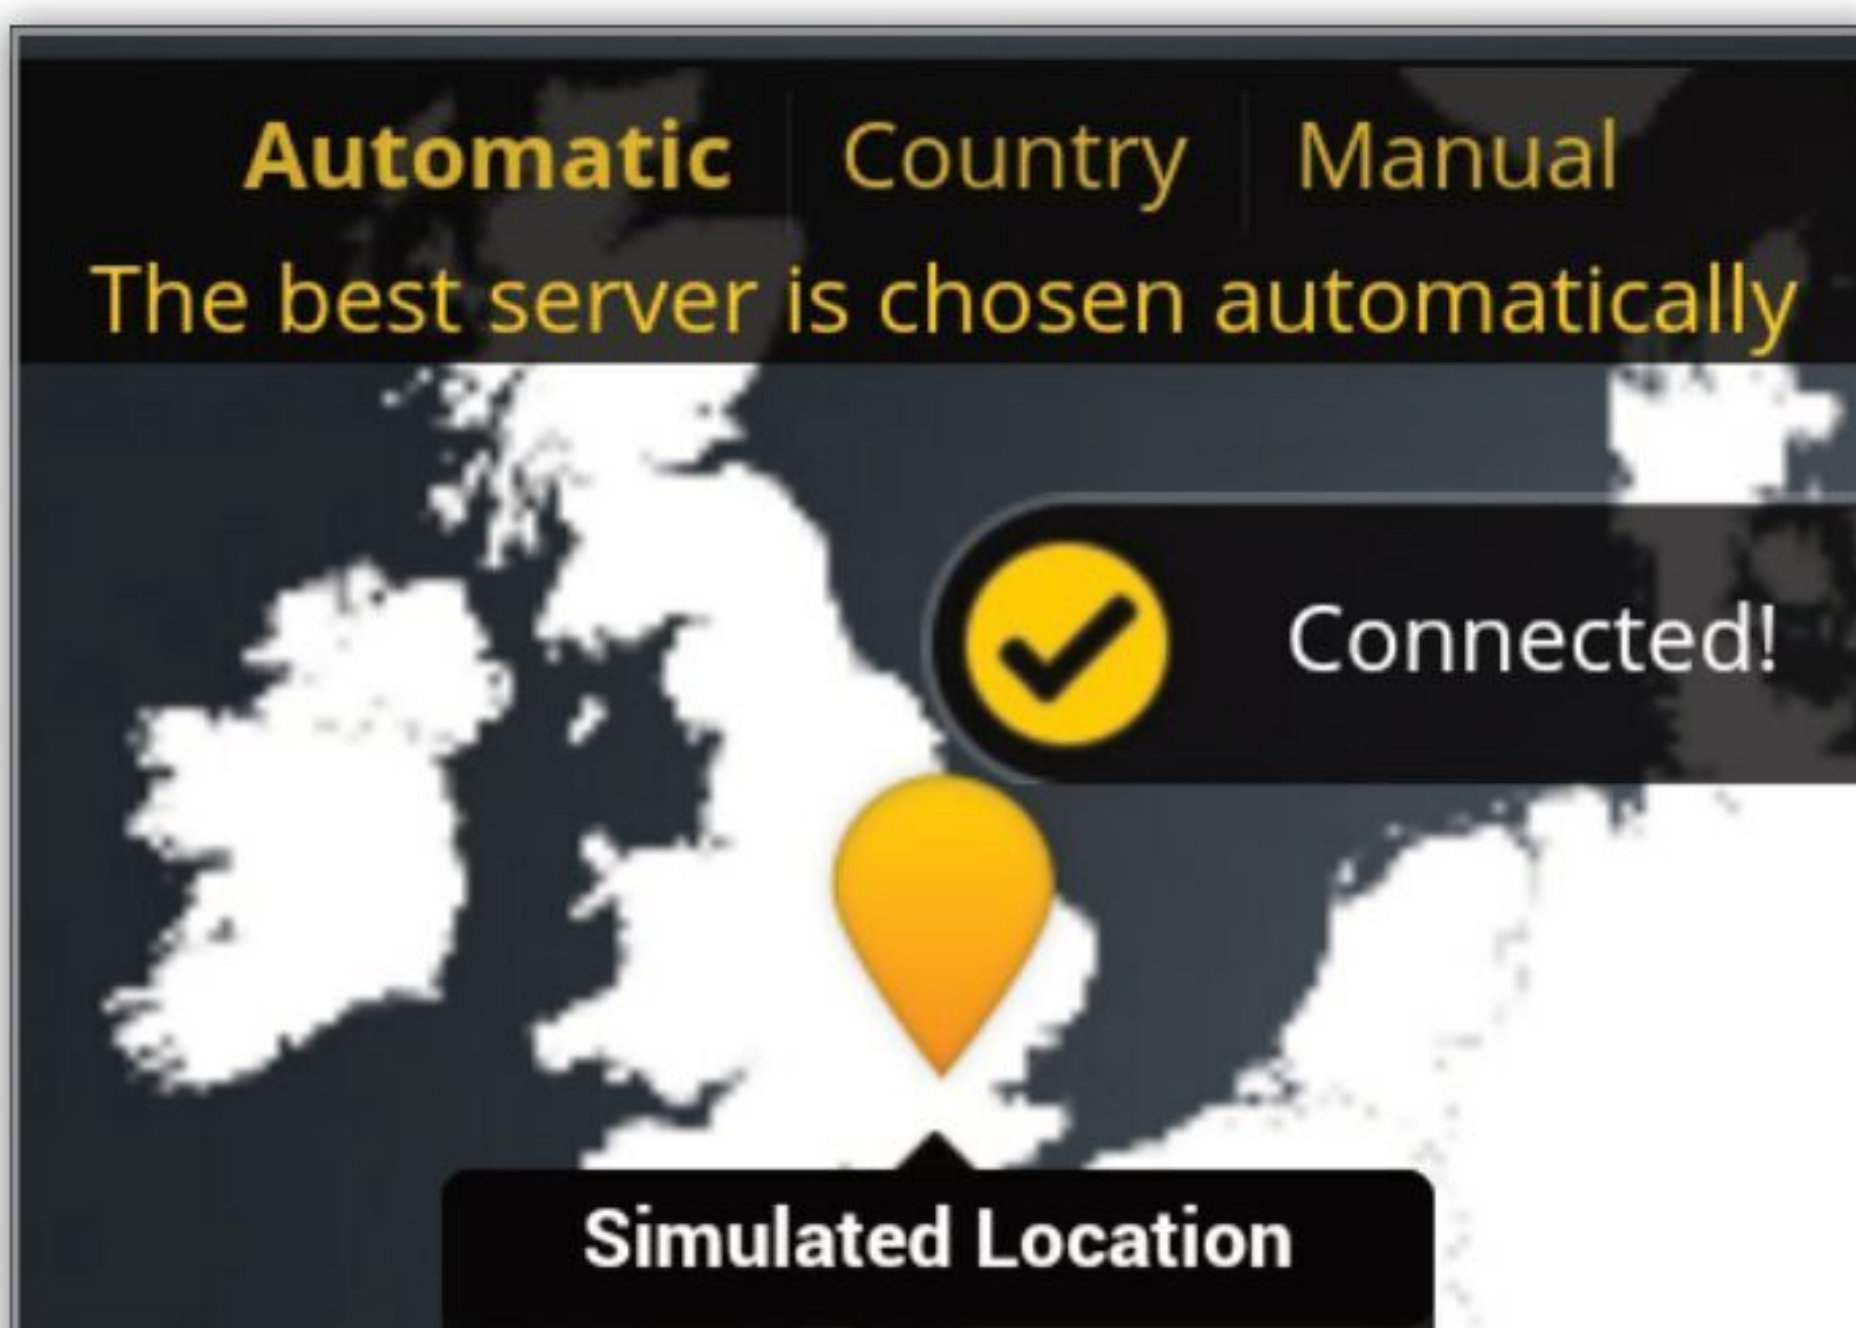 Automatic Country Manual
The best server is chosen automatically
Connected!
Simulated Location